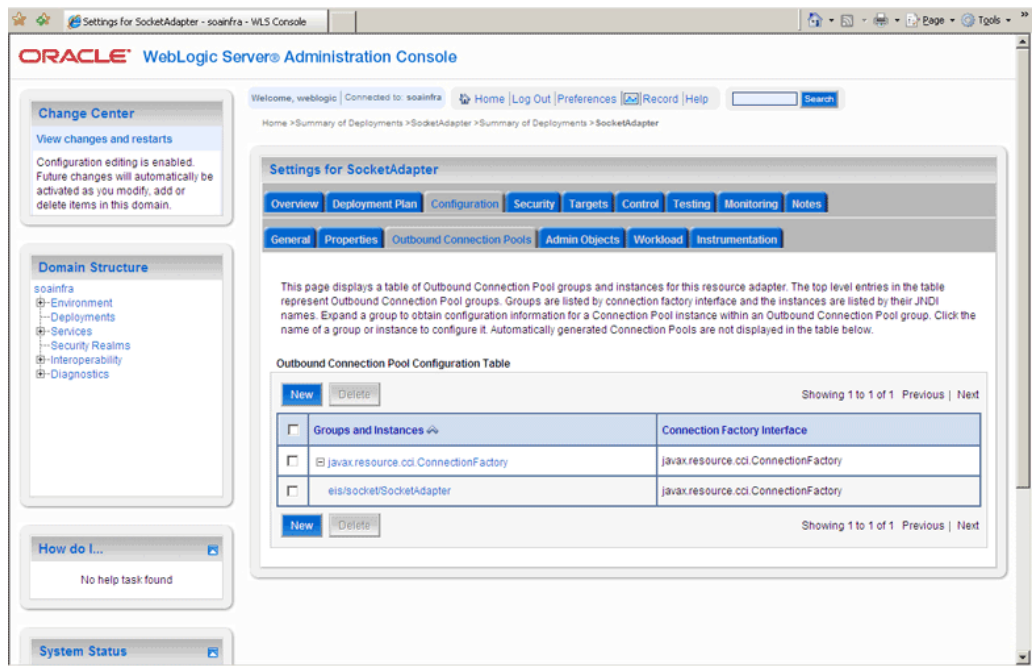 Settings for SocketAdapter - soainfra - WLS Console
Page
Tools
»
ORACLE® WebLogic Server® Administration Console
Change Center
View changes and restarts
Configuration editing is enabled.
Future changes will automatically be
activated as you modify, add or
delete items in this domain.
Domain Structure
soainfra
Environment
Deployments
Services
Security Realms
Interoperability
Diagnostics
How do I...
No help task found
System Status
Welcome, weblogic | Connected to: soainfra
Home | Log Out | Preferences | Record | Help
Search
Home >Summary of Deployments >SocketAdapter >Summary of Deployments >SocketAdapter
Settings for SocketAdapter
Overview Deployment Plan Configuration Security Targets Control Testing Monitoring Notes
General Properties Outbound Connection Pools Admin Objects Workload Instrumentation
This page displays a table of Outbound Connection Pool groups and instances for this resource adapter. The top level entries in the table
represent Outbound Connection Pool groups. Groups are listed by connection factory interface and the instances are listed by their JNDI
names. Expand a group to obtain configuration information for a Connection Pool instance within an Outbound Connection Pool group. Click the
name of a group or instance to configure it. Automatically generated Connection Pools are not displayed in the table below.
Outbound Connection Pool Configuration Table
New Delete Showing 1 to 1 of 1 Previous | Next
Groups and Instances Connection Factory Interface
javax.resource.cci.ConnectionFactory javax.resource.cci.ConnectionFactory
eis/socket/SocketAdapter javax.resource.cci.ConnectionFactory
New Delete Showing 1 to 1 of 1 Previous | Next